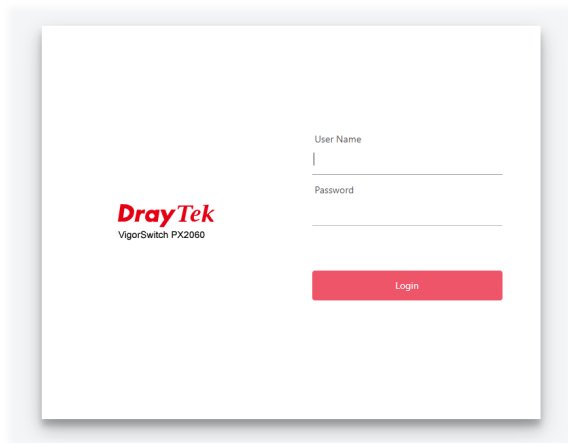 User Name
Password
DrayTek
VigorSwitch PX2060
Login